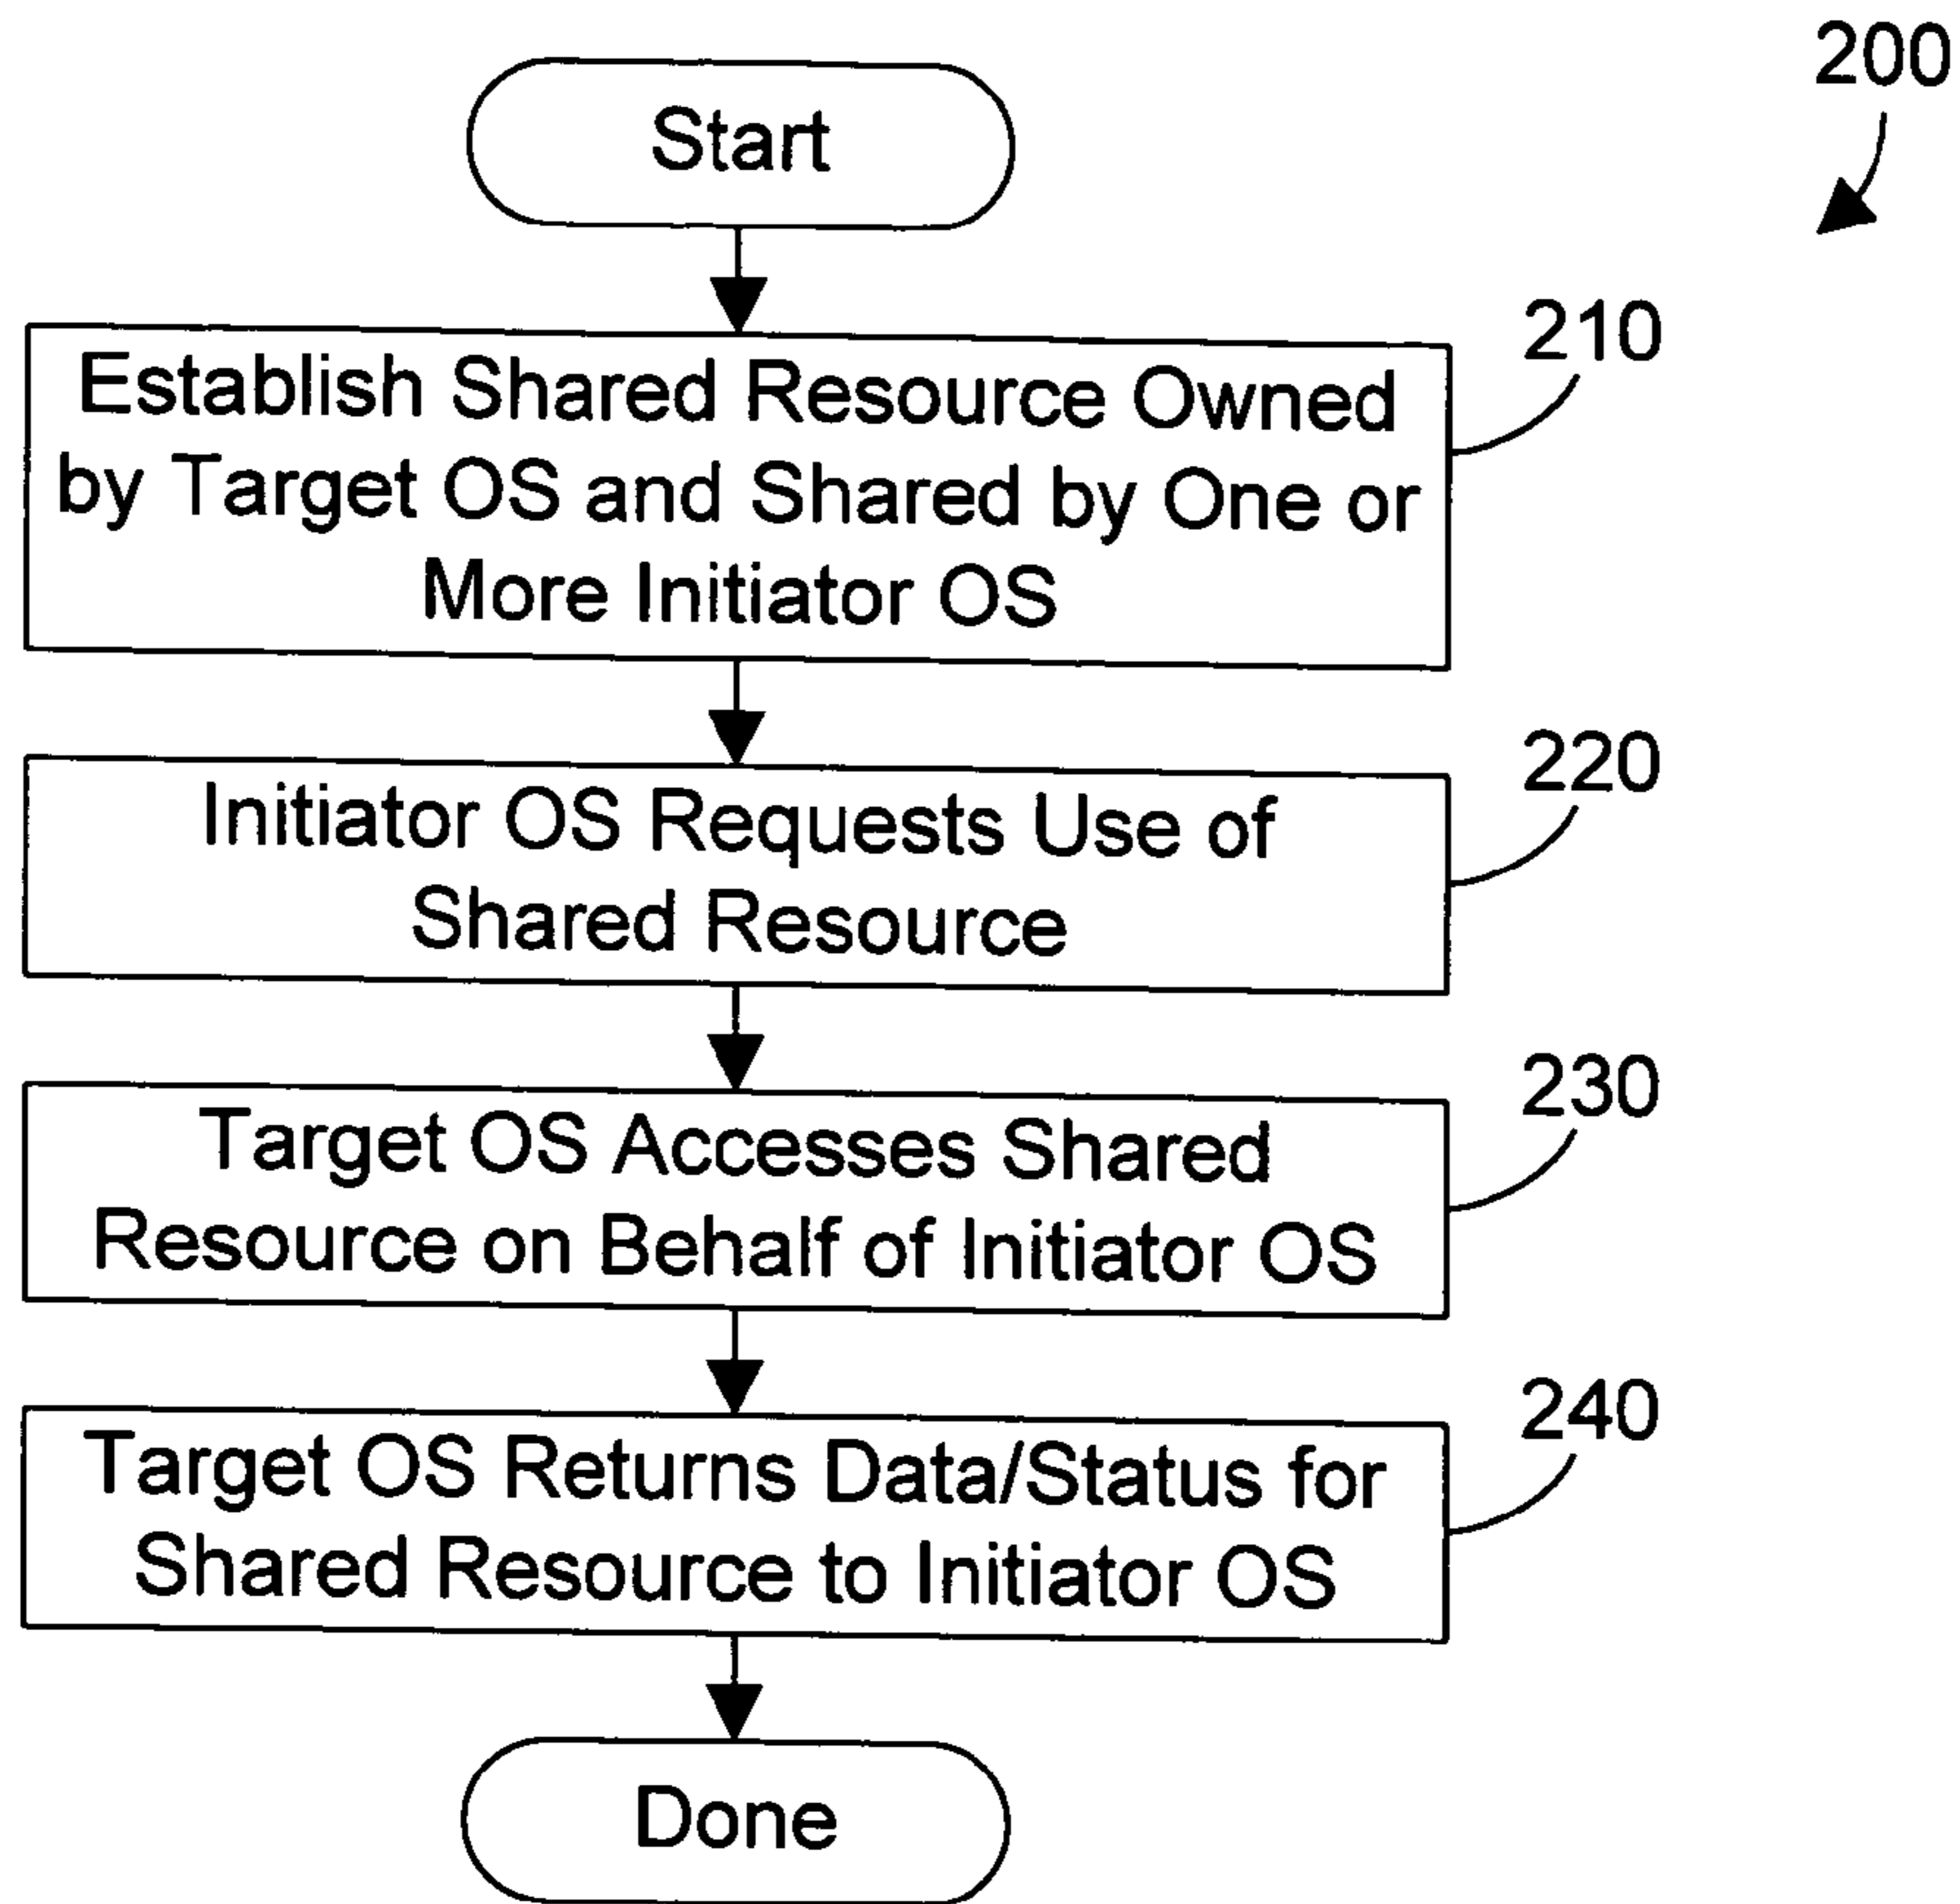 200
Start
210
Establish Shared Resource Owned
by Target OS and Shared by One or
More Initiator OS
220
Initiator OS Requests Use of
Shared Resource
230
Target OS Accesses Shared
Resource on Behalf of Initiator OS
240
Target OS Returns Data/Status for
Shared Resource to Initiator OS
Done